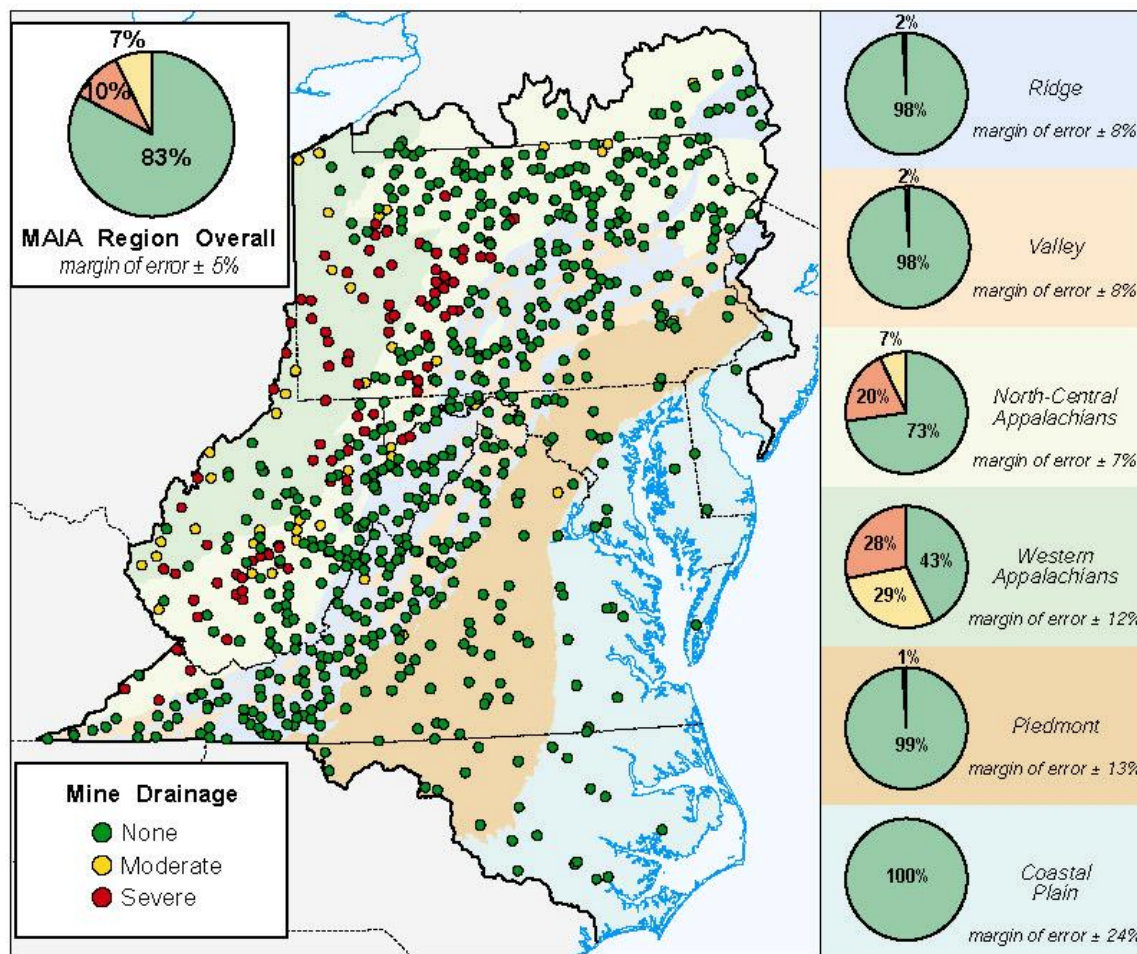 7%
10%
83%
MAIA Region Overall
margin of error ± 5%
Mine Drainage
None
Moderate
Severe
2%
98%
Ridge
margin of error ± 8%
2%
98%
Valley
margin of error ± 8%
7%
20%
73%
North-Central
Appalachians
margin of error ± 7%
28%
43%
29%
Western
Appalachians
margin of error ± 12%
1%
99%
Piedmont
margin of error ± 13%
100%
Coastal
Plain
margin of error ± 24%